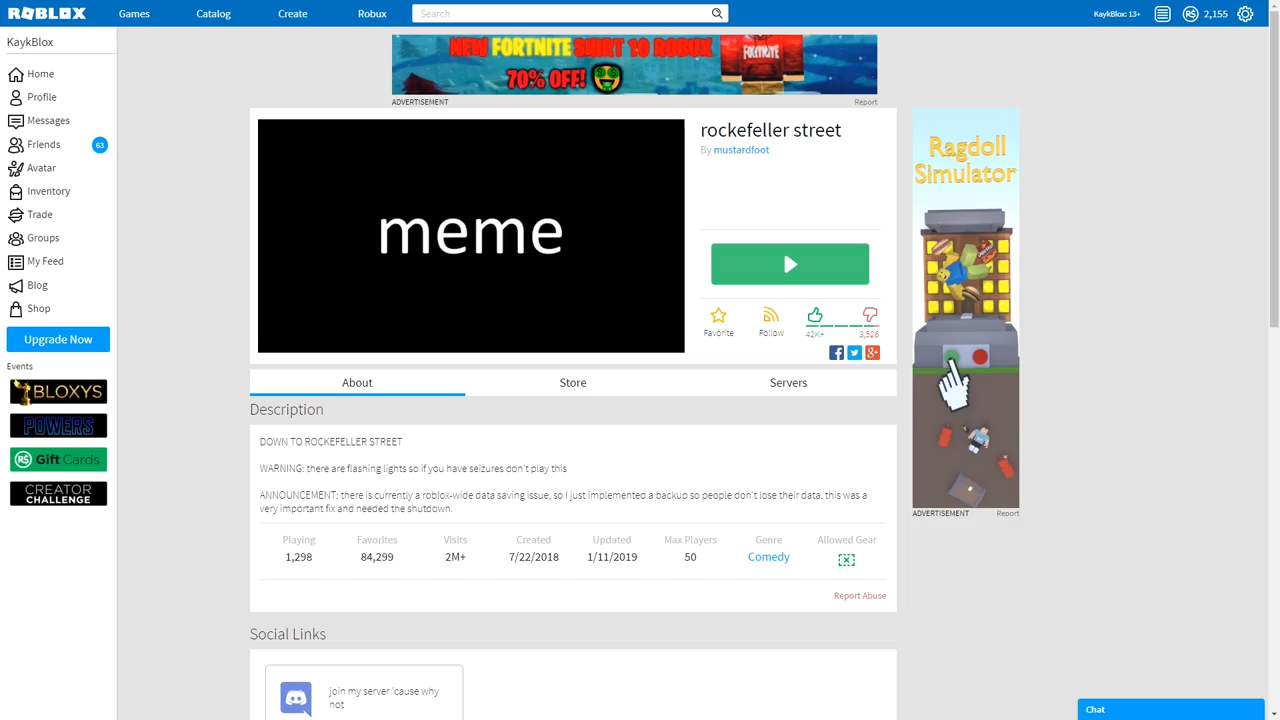 ROBLOX Games Catalog Create Robux Search KaykBlox: 13+ 2,155
KaykBlox
Home
Profile
Messages
Friends 63
Avatar
Inventory
Trade
Groups
My Feed
Blog
Shop
Upgrade Now
Events
BLOXYS
POWERS
Gift Cards
CREATOR
CHALLENGE
NEW FORTNITE SHIRT 10 ROBUX
70% OFF!
FORTNITE
ADVERTISEMENT Report
meme
rockefeller street
By mustardfoot
Favorite Follow 42K+ 3,526
About Store Servers
Description
DOWN TO ROCKEFELLER STREET
WARNING: there are flashing lights so if you have seizures don't play this
ANNOUNCEMENT: there is currently a roblox-wide data saving issue, so I just implemented a backup so people don't lose their data. this was a
very important fix and needed the shutdown.
Playing Favorites Visits Created Updated Max Players Genre Allowed Gear
1,298 84,299 2M+ 7/22/2018 1/11/2019 50 Comedy
Report Abuse
Social Links
join my server 'cause why
not
Ragdoll
Simulator
ADVERTISEMENT Report
Chat